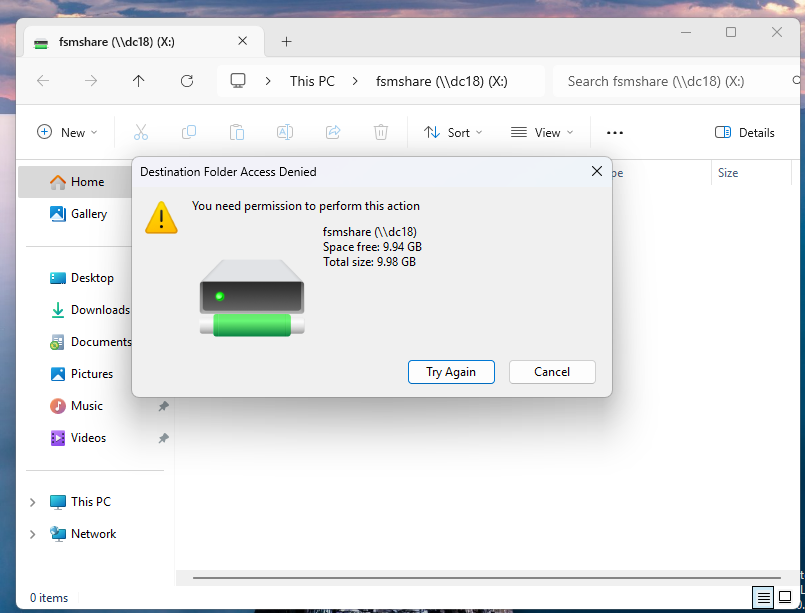 fsmshare (\\dc18) (X:)
This PC
fsmshare (\\dc18) (X:)
Search fsmshare (\\dc18) (X:)
New
Sort
View
Details
Destination Folder Access Denied
Size
You need permission to perform this action
fsmshare (\\dc18)
Space free: 9.94 GB
Total size: 9.98 GB
Try Again
Cancel
Home
Gallery
Desktop
Downloads
Documents
Pictures
Music
Videos
This PC
Network
0 items